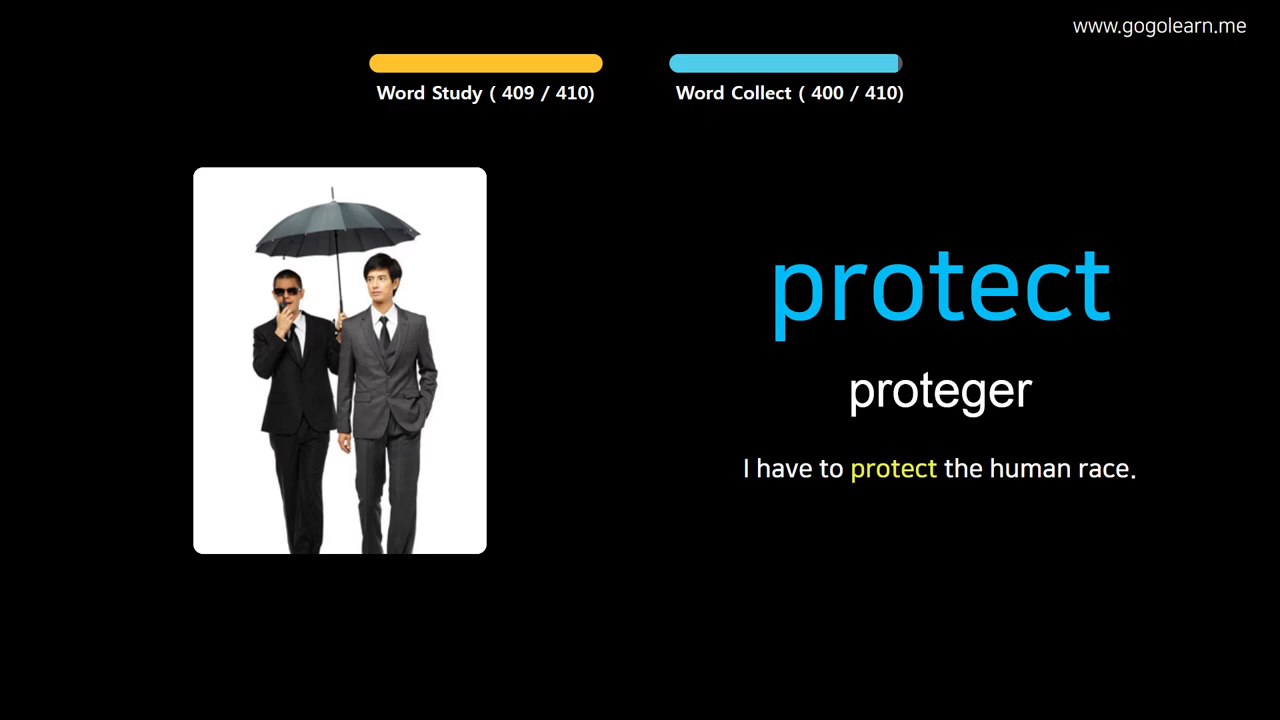 www.gogolearn.me
Word Study ( 409 / 410)
Word Collect ( 400 / 410)
protect
proteger
I have to protect the human race.